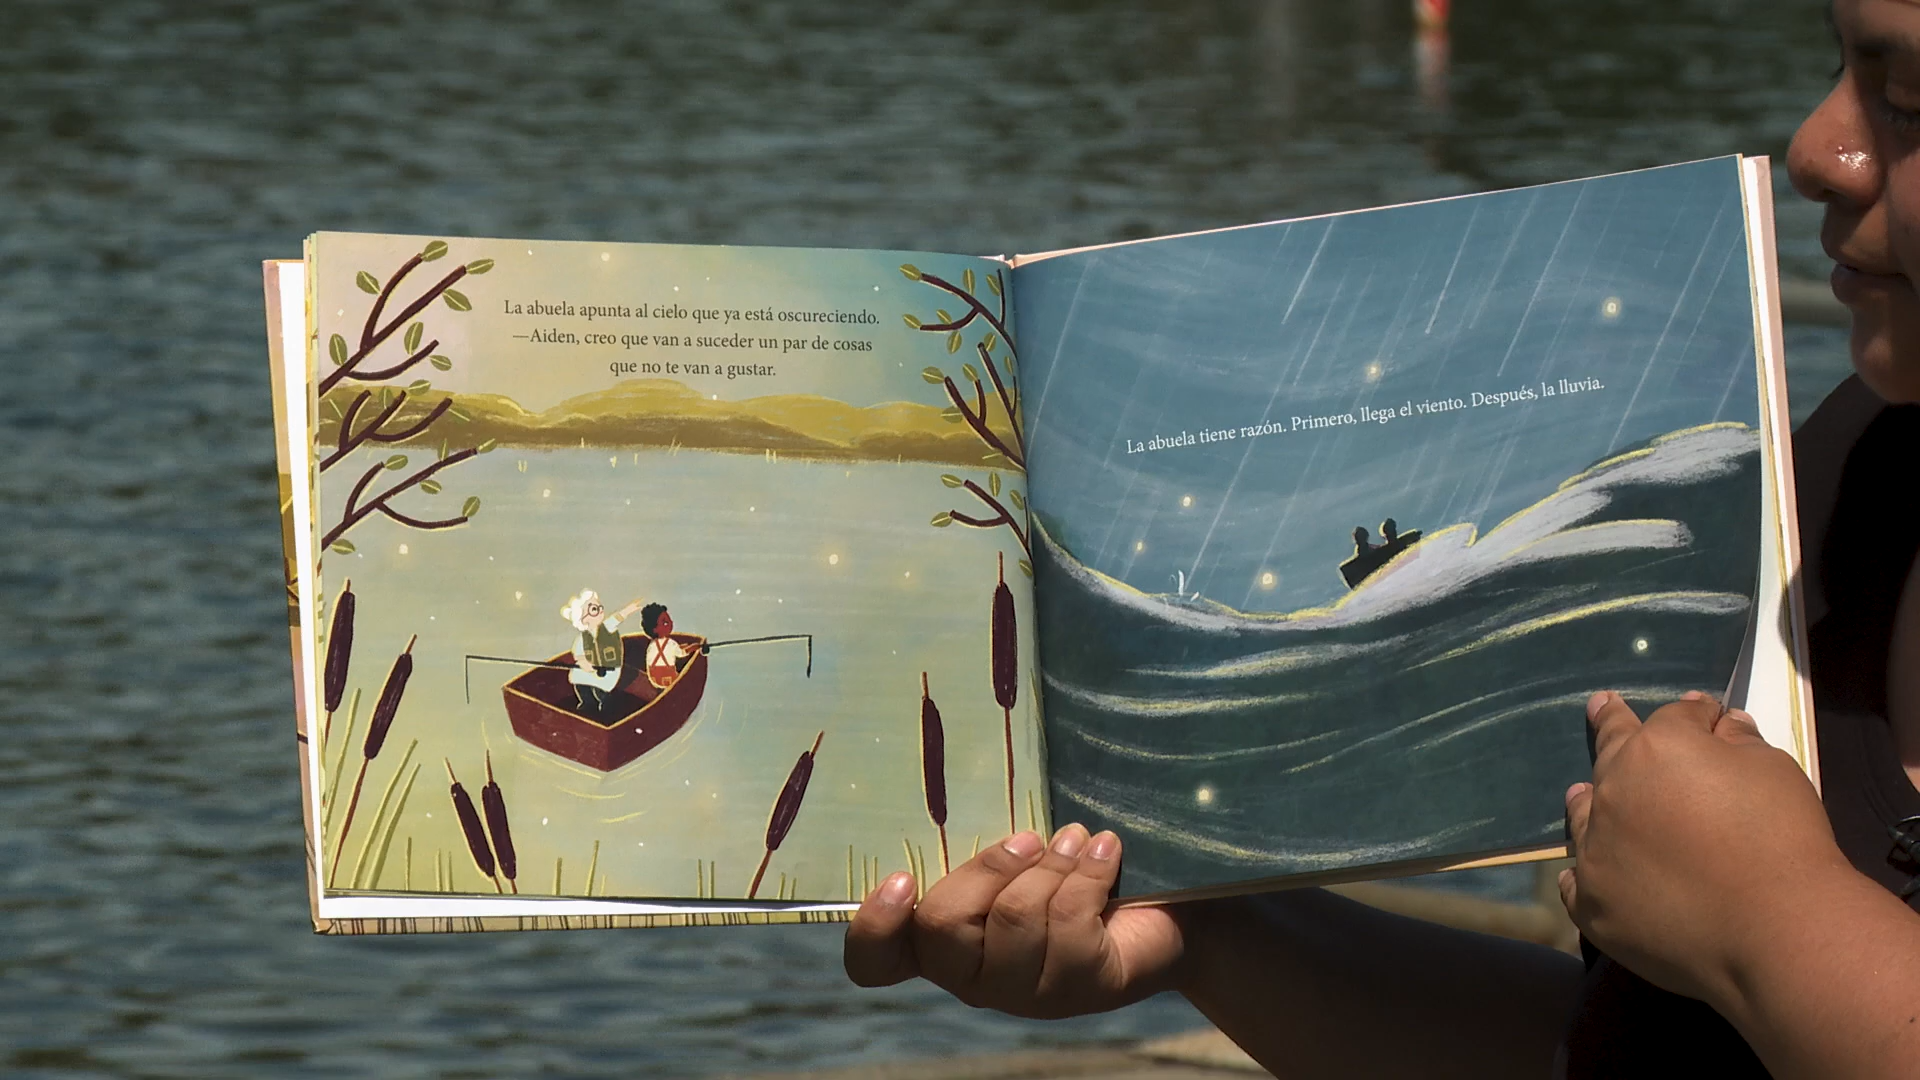 La abuela apunta al cielo que ya está oscureciendo.
—Aiden, creo que van a suceder un par de cosas
que no te van a gustar.
La abuela tiene razón. Primero, llega el viento. Después, la lluvia.